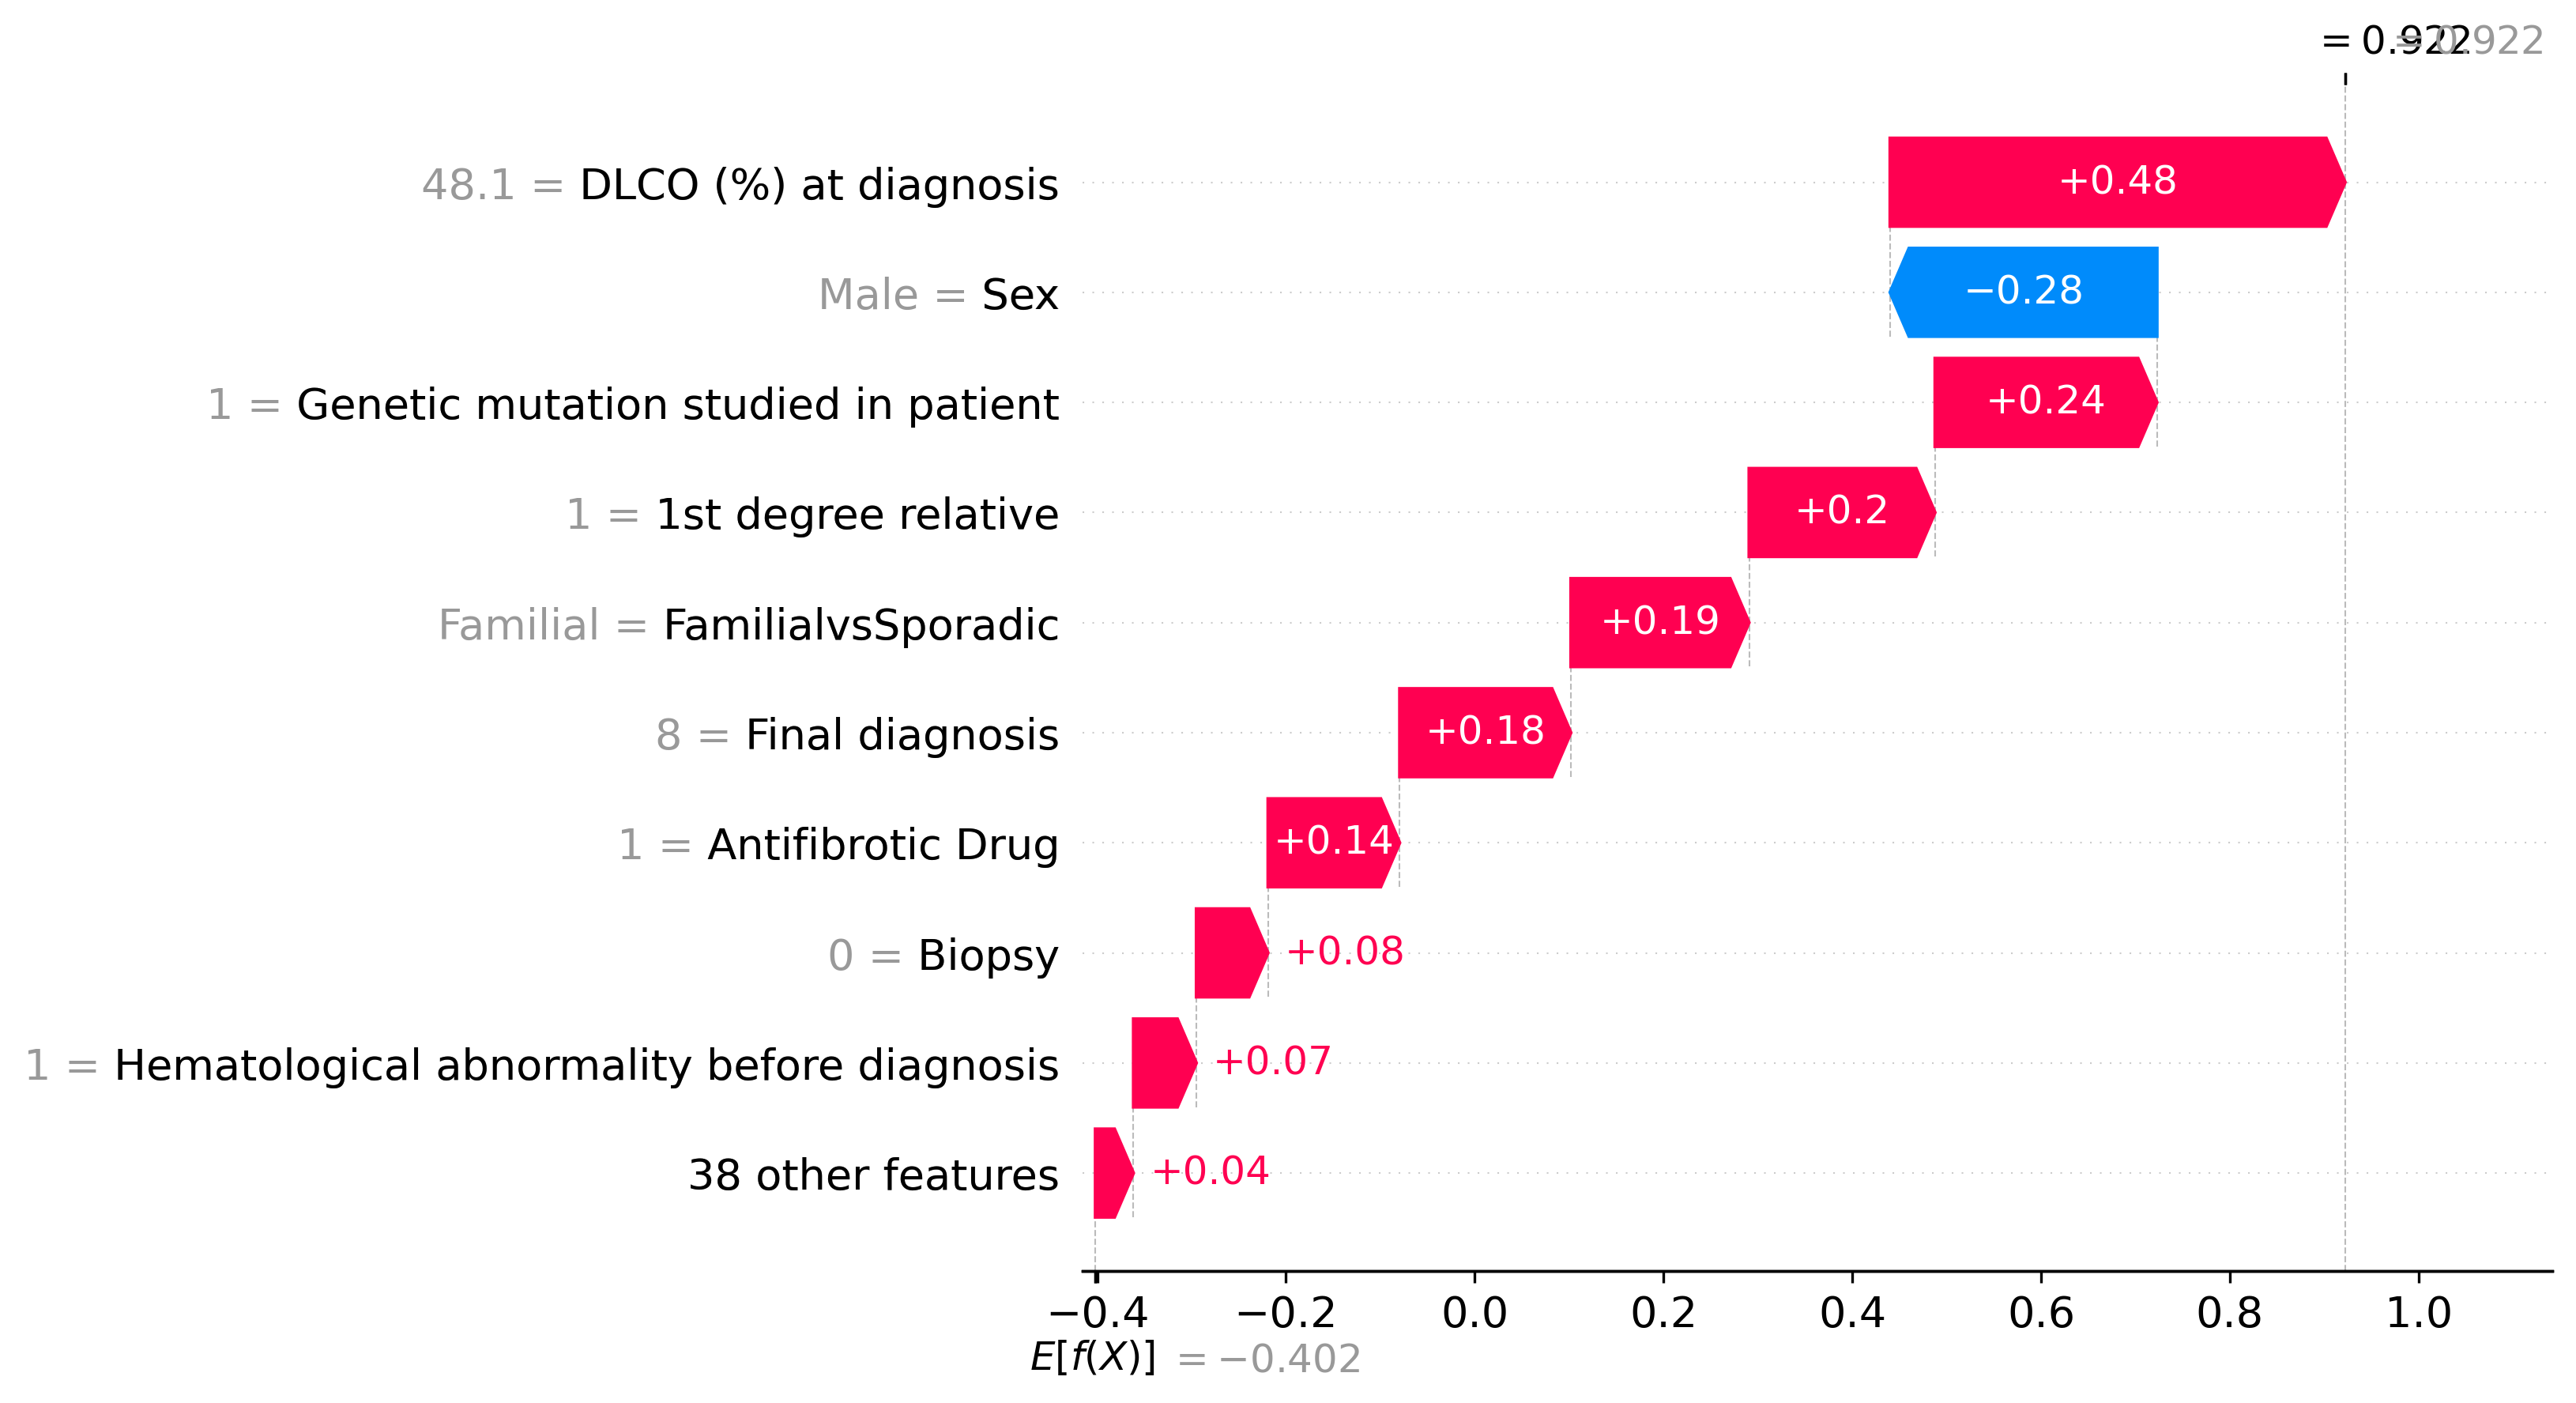 = 0.922 = 0.922
48.1 = DLCO (%) at diagnosis +0.48
Male = Sex −0.28
1 = Genetic mutation studied in patient +0.24
1 = 1st degree relative +0.2
Familial = FamilialvsSporadic +0.19
8 = Final diagnosis +0.18
1 = Antifibrotic Drug +0.14
0 = Biopsy +0.08
1 = Hematological abnormality before diagnosis +0.07
38 other features +0.04
−0.4 −0.2 0.0 0.2 0.4 0.6 0.8 1.0
E[f(X)] = −0.402